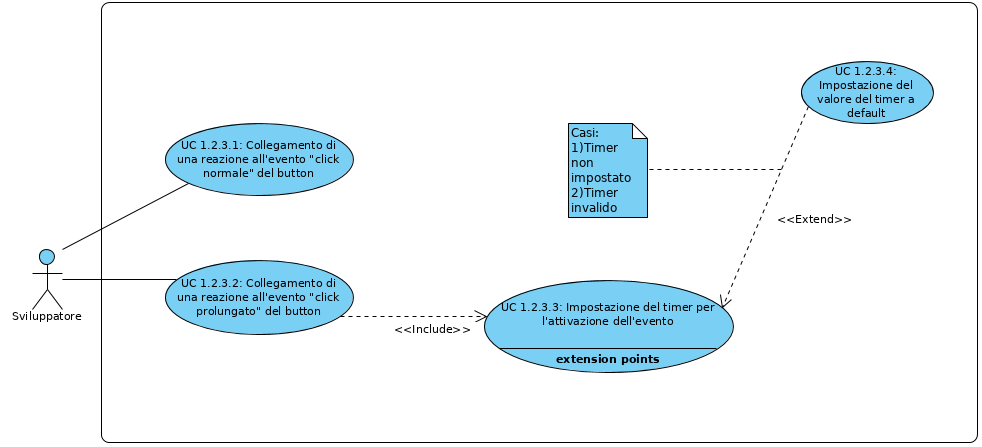 UC 1.2.3.4:
Impostazione del
valore del timer a
default
Casi:
1)Timer
non
impostato
2)Timer
invalido
UC 1.2.3.1: Collegamento di
una reazione all'evento "click
normale" del button
<<Extend>>
UC 1.2.3.2: Collegamento di
una reazione all'evento "click
prolungato" del button
Sviluppatore
<<Include>>
UC 1.2.3.3: Impostazione del timer per
l'attivazione dell'evento
extension points